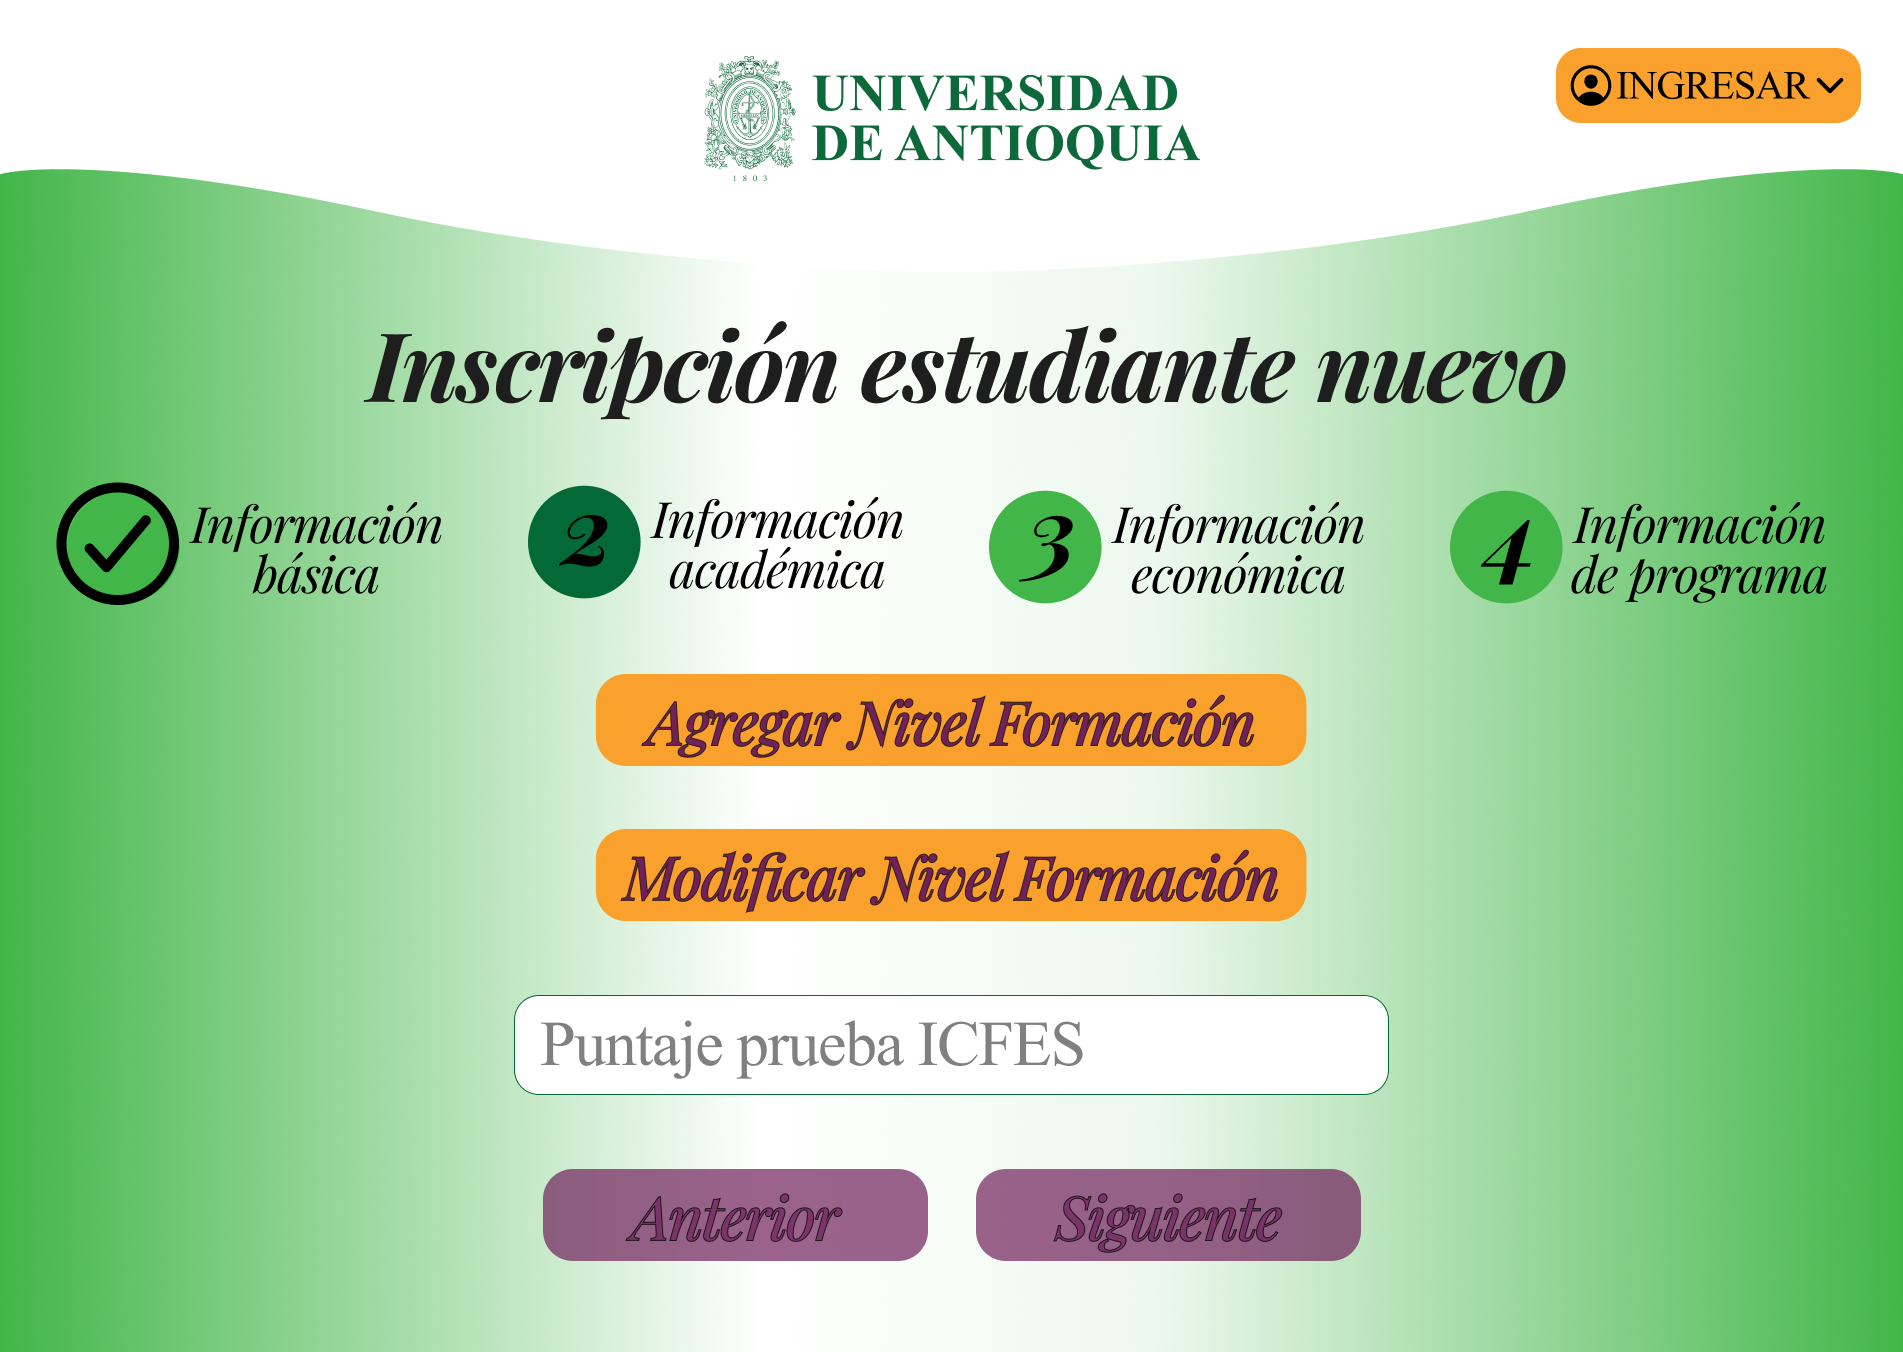 UNIVERSIDAD
DE ANTIOQUIA
1803
INGRESAR
Inscripción estudiante nuevo
Información
básica
2
Información
académica
3
Información
económica
4
Información
de programa
Agregar Nivel Formación
Modificar Nivel Formación
Puntaje prueba ICFES
Anterior
Siguiente